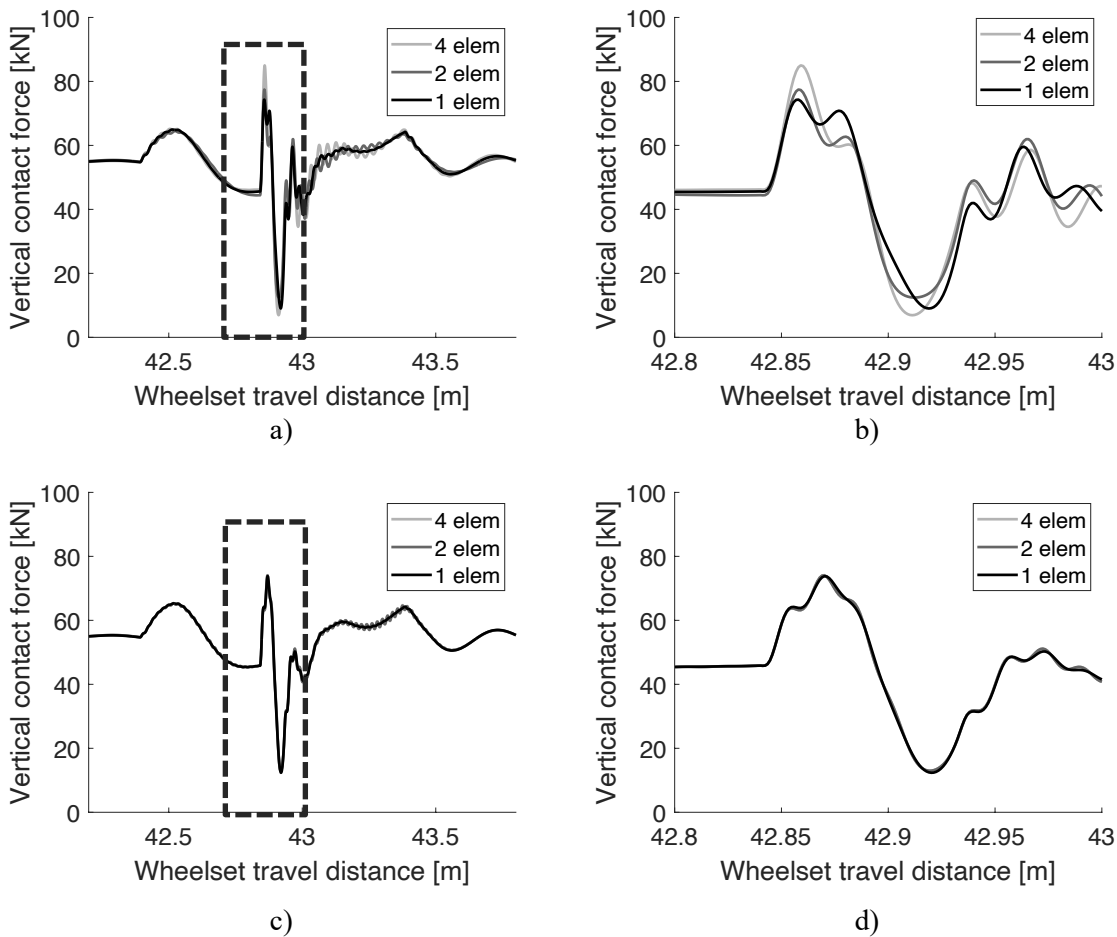 Vertical contact force [kN]
100
80
60
40
20
0
4 elem
2 elem
1 elem
42.5
43
43.5
Wheelset travel distance [m]
a)
Vertical contact force [kN]
100
80
60
40
20
0
4 elem
2 elem
1 elem
42.8
42.85
42.9
42.95
43
Wheelset travel distance [m]
b)
Vertical contact force [kN]
100
80
60
40
20
0
4 elem
2 elem
1 elem
42.5
43
43.5
Wheelset travel distance [m]
c)
Vertical contact force [kN]
100
80
60
40
20
0
4 elem
2 elem
1 elem
42.8
42.85
42.9
42.95
43
Wheelset travel distance [m]
d)